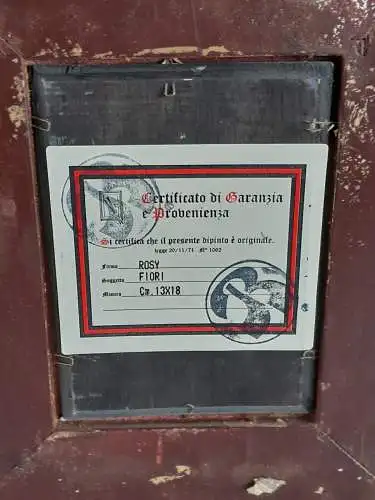 Certificato di Garanzia
e Provenienza
Si certifica che il presente dipinto è originale.
legge 20/11/71 N° 1062
Firma ROSY
Soggetto FIORI
Misura Cm.13X18